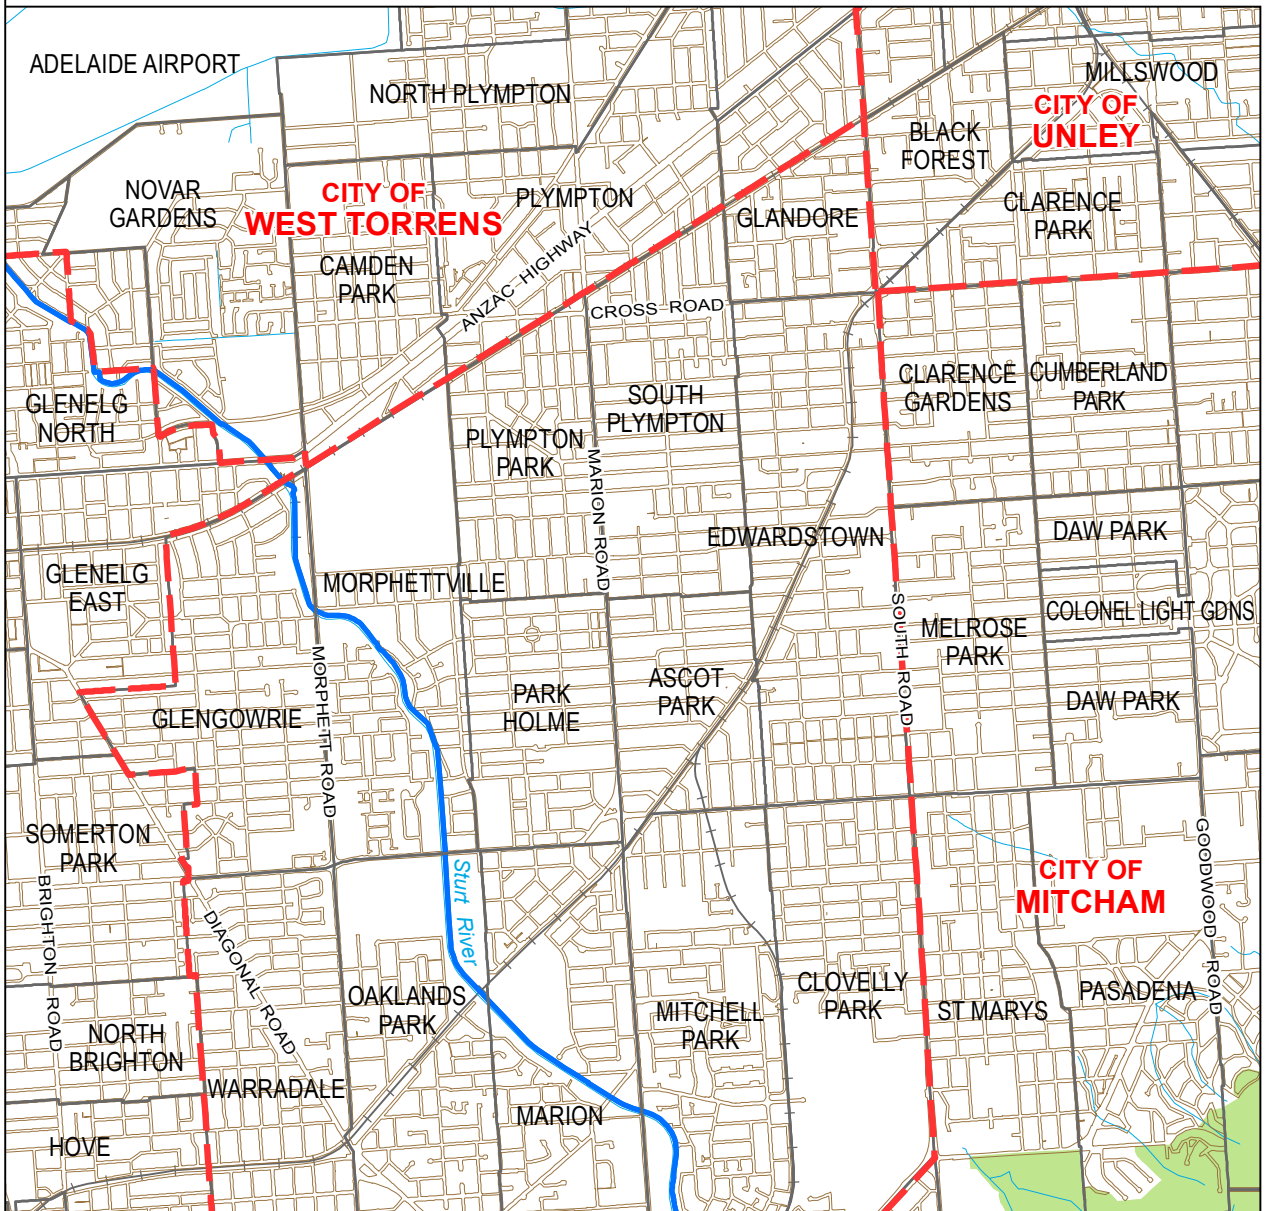 ADELAIDE AIRPORT
NORTH PLYMPTON
MILLSWOOD
CITY OF
UNLEY
BLACK
FOREST
NOVAR
GARDENS
CITY OF
WEST TORRENS
PLYMPTON
GLANDORE
CLARENCE
PARK
CAMDEN
PARK
ANZAC HIGHWAY
CROSS ROAD
GLENELG
NORTH
SOUTH
PLYMPTON
CLARENCE
GARDENS
CUMBERLAND
PARK
PLYMPTON
PARK
MARION ROAD
EDWARDSTOWN
DAW PARK
GLENELG
EAST
MORPHETTVILLE
COLONEL LIGHT GDNS
SOUTH ROAD
MELROSE
PARK
MORPHETT ROAD
GLENGOWRIE
PARK
HOLME
ASCOT
PARK
DAW PARK
SOMERTON
PARK
BRIGHTON ROAD
DIAGONAL ROAD
Sturt River
CITY OF
MITCHAM
GOODWOOD ROAD
OAKLANDS
PARK
MITCHELL
PARK
CLOVELLY
PARK
ST MARYS
PASADENA
NORTH
BRIGHTON
WARRADALE
MARION
HOVE